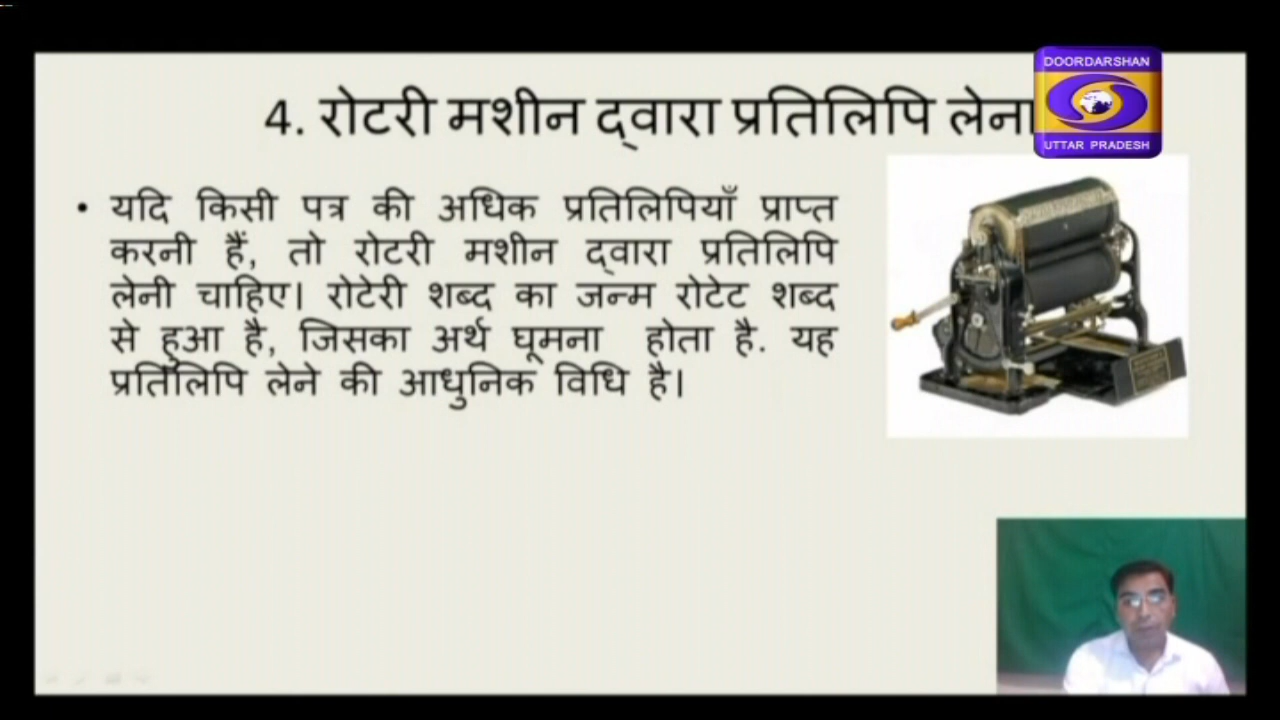 DOORDARSHAN
UTTAR PRADESH
4. रोटरी मशीन द्वारा प्रतिलिपि लेना
• यदि किसी पत्र की अधिक प्रतिलिपियाँ प्राप्त
करनी हैं, तो रोटरी मशीन द्वारा प्रतिलिपि
लेनी चाहिए। रोटेरी शब्द का जन्म रोटेट शब्द
से हुआ है, जिसका अर्थ घूमना होता है. यह
प्रतिलिपि लेने की आधुनिक विधि है।